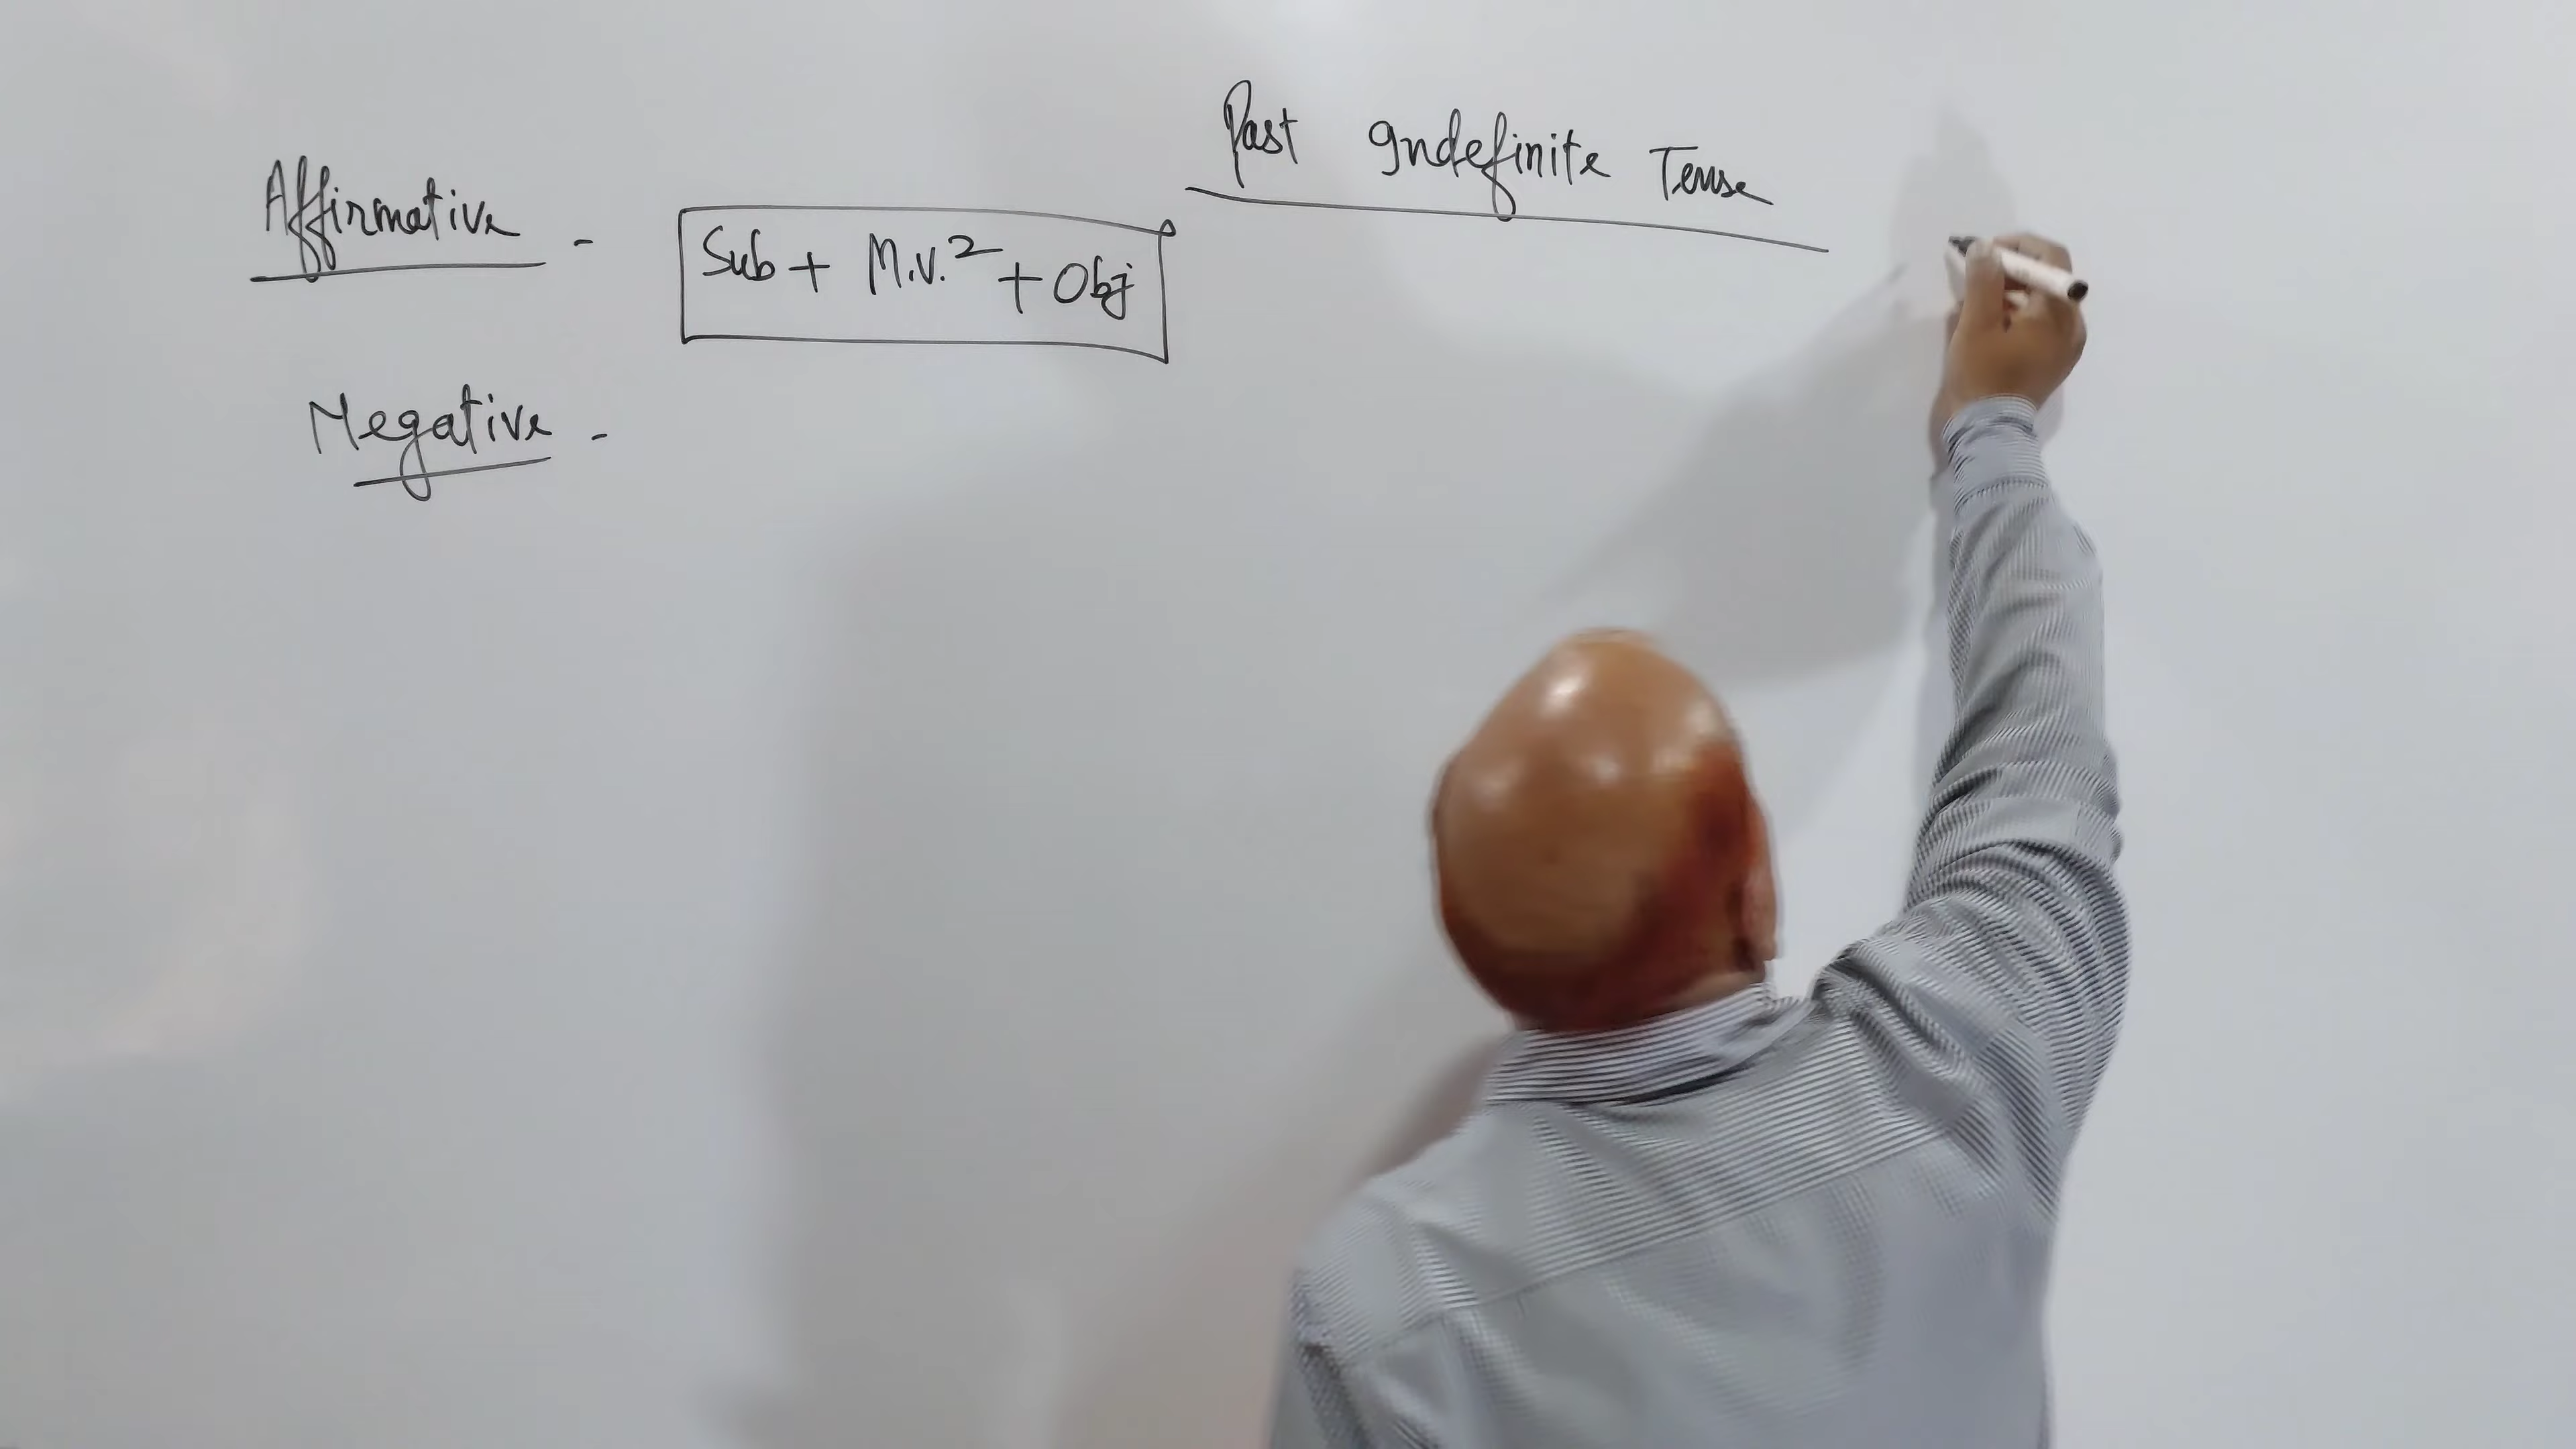 Past Indefinite Tense
Affirmative - Sub + M.V.² + Obj
Negative -